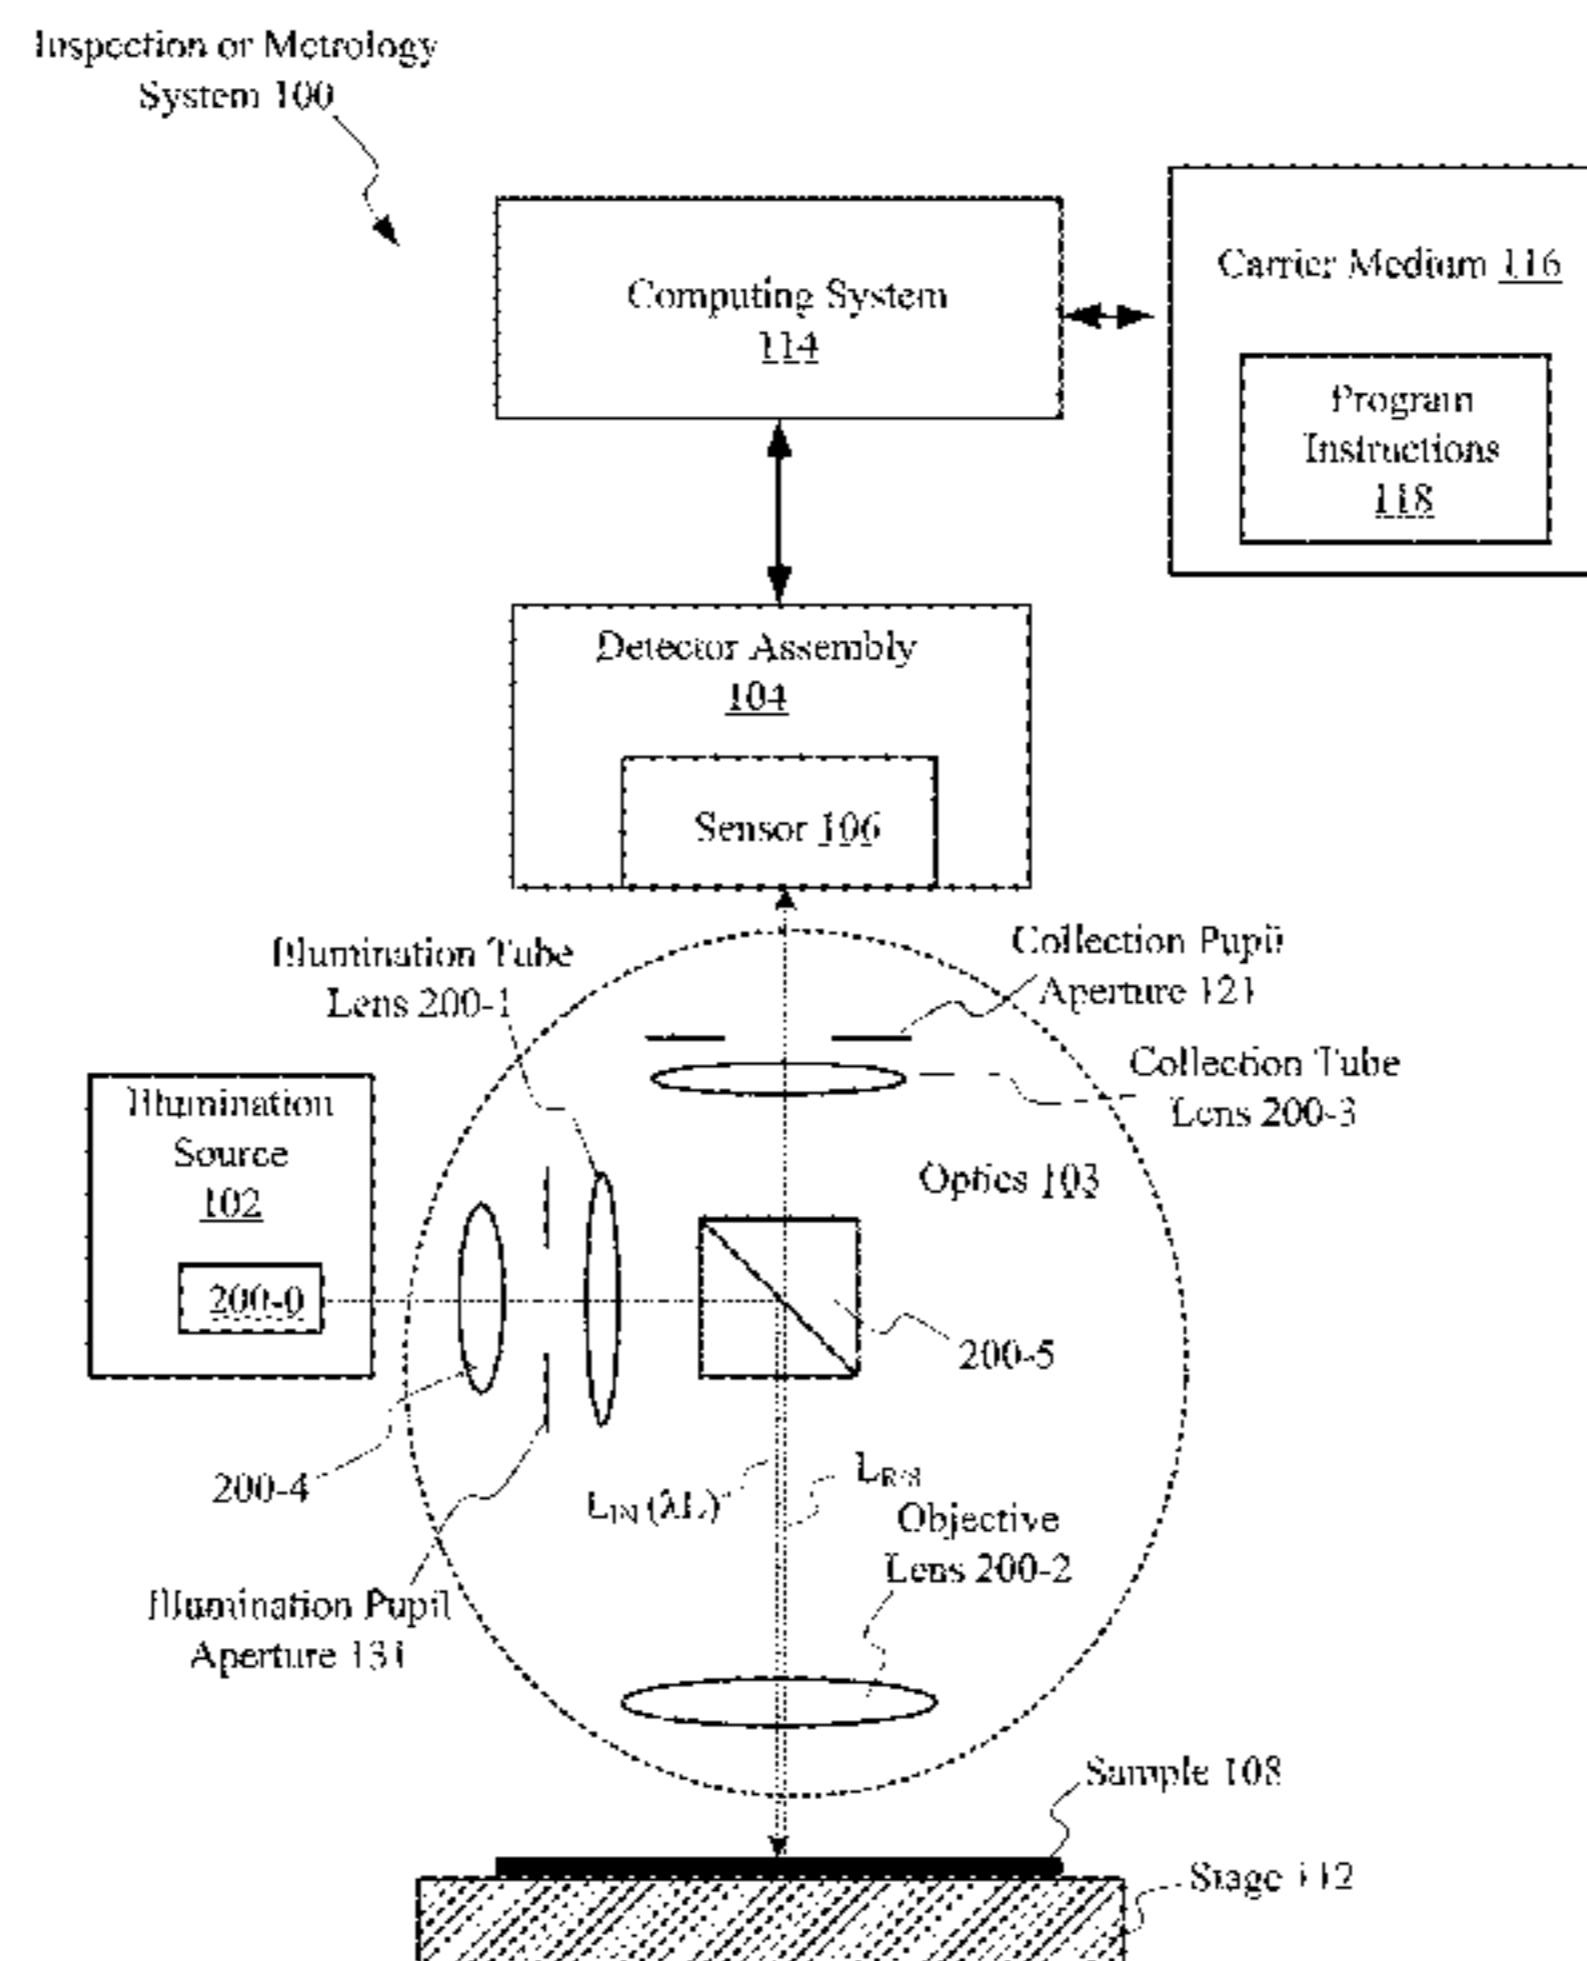 Inspection or Metrology
System 100
Carrier Medium 116
Computing System
114
Program
Instructions
118
Detector Assembly
104
Sensor 106
Illumination Tube
Lens 200-1
Collection Pupil
Aperture 121
Collection Tube
Lens 200-3
Illumination
Source
102
200-0
Optics 103
200-5
200-4
L_IN (λL)
L_R/S
Objective
Lens 200-2
Illumination Pupil
Aperture 131
Sample 108
Stage 112